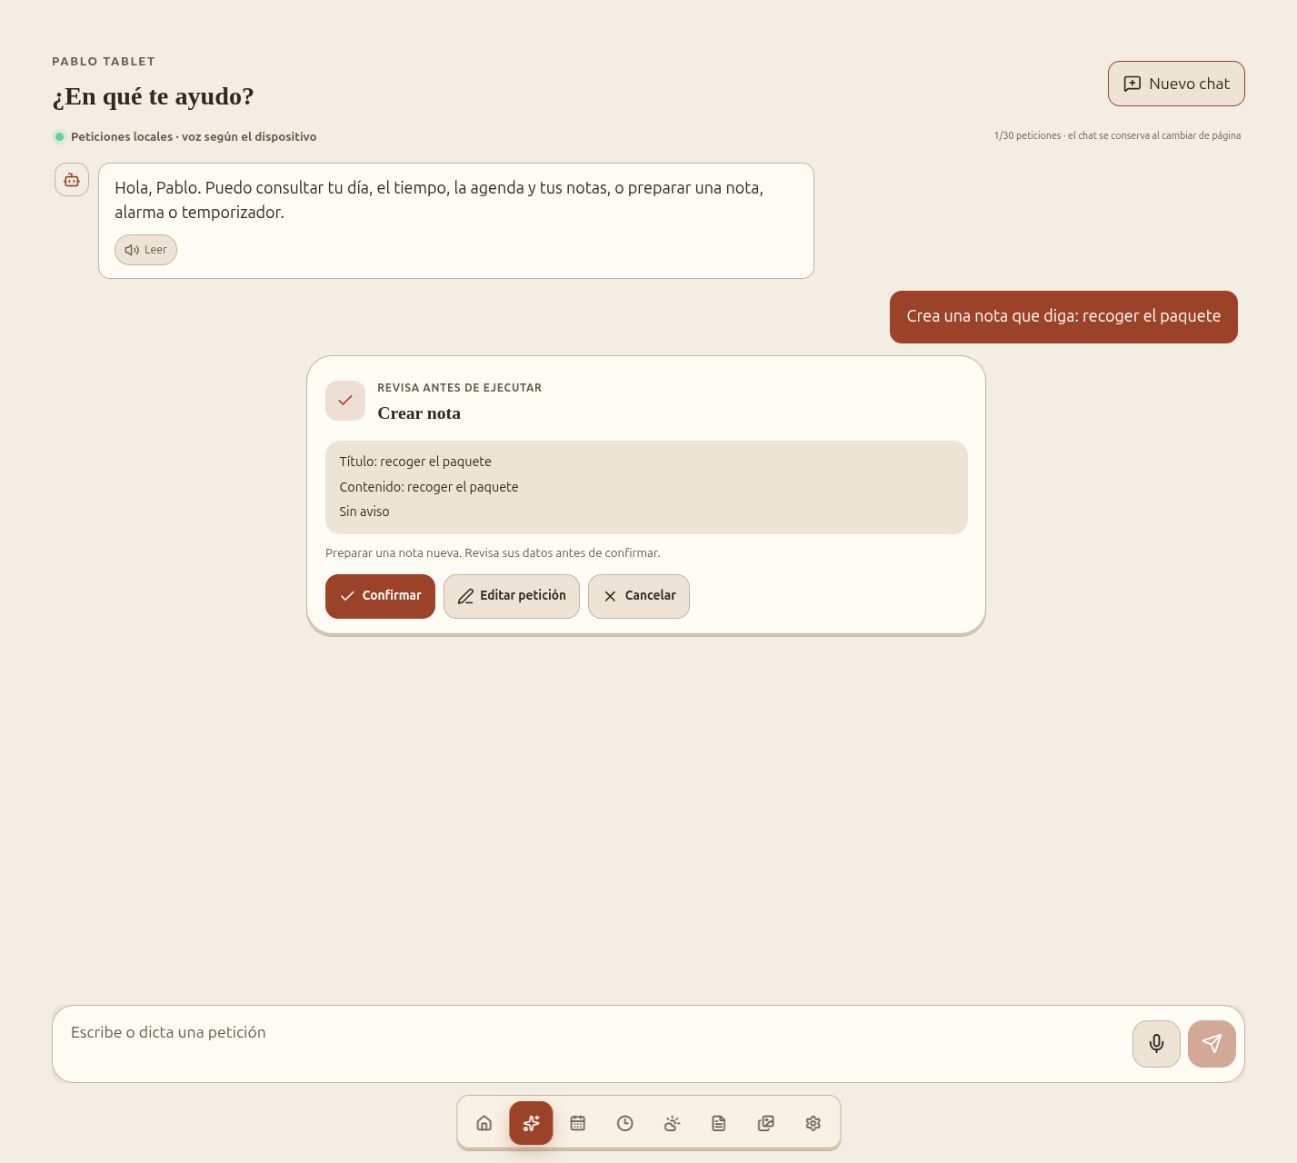 PABLO TABLET
¿En qué te ayudo?
Nuevo chat
Peticiones locales · voz según el dispositivo
1/30 peticiones · el chat se conserva al cambiar de página
Hola, Pablo. Puedo consultar tu día, el tiempo, la agenda y tus notas, o preparar una nota,
alarma o temporizador.
Leer
Crea una nota que diga: recoger el paquete
REVISA ANTES DE EJECUTAR
Crear nota
Título: recoger el paquete
Contenido: recoger el paquete
Sin aviso
Preparar una nota nueva. Revisa sus datos antes de confirmar.
Confirmar
Editar petición
Cancelar
Escribe o dicta una petición